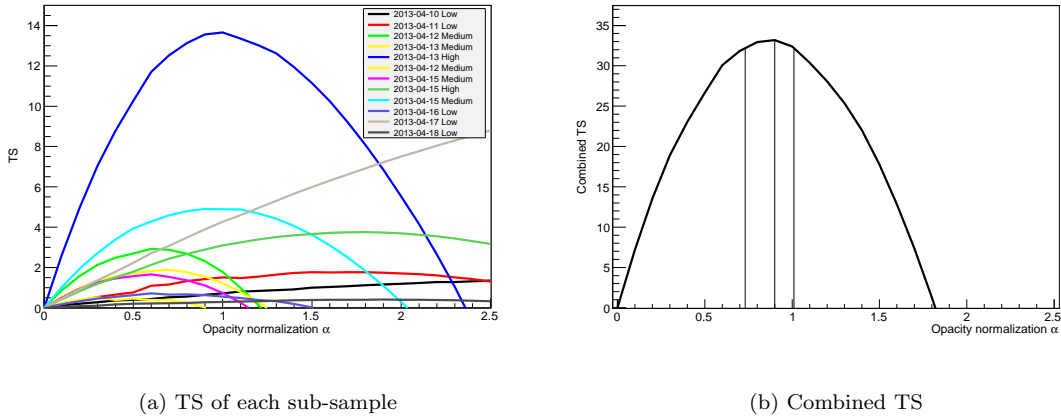 TS
14
12
10
8
6
4
2
0
0
0.5
1
1.5
2
2.5
Opacity normalization α
2013-04-10 Low
2013-04-11 Low
2013-04-12 Medium
2013-04-13 Medium
2013-04-13 High
2013-04-12 Medium
2013-04-15 Medium
2013-04-15 High
2013-04-15 Medium
2013-04-16 Low
2013-04-17 Low
2013-04-18 Low
(a) TS of each sub-sample
Combined TS
35
30
25
20
15
10
5
0
0
0.5
1
1.5
2
2.5
Opacity normalization α
(b) Combined TS